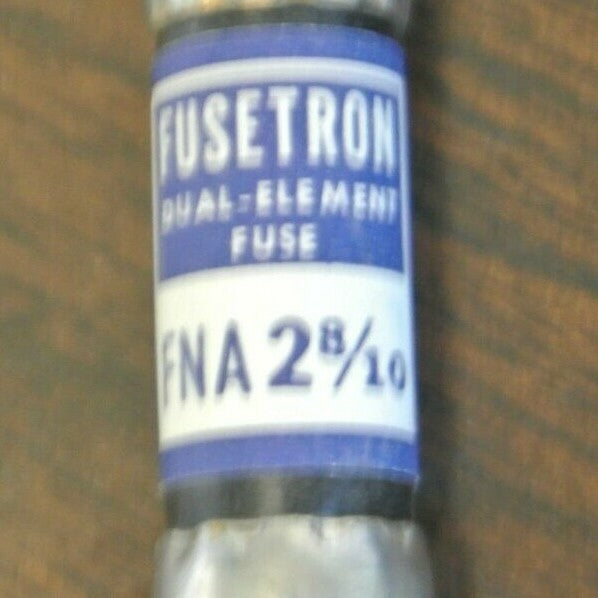 FUSETRON
DUAL-ELEMENT
FUSE
FNA 2 8/10